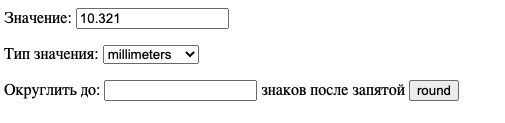 Значение: 10.321
Тип значения: millimeters
Округлить до: знаков после запятой round